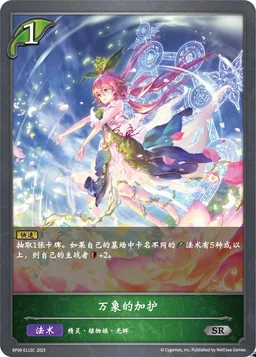 1
快速
抽取1张卡牌。如果自己的墓场中卡名不同的法术有5种或以
上，则自己的主战者+2。
万象的加护
法术 精灵·植物族·光辉
SR
© Cygames, Inc. Published by NetEase Games